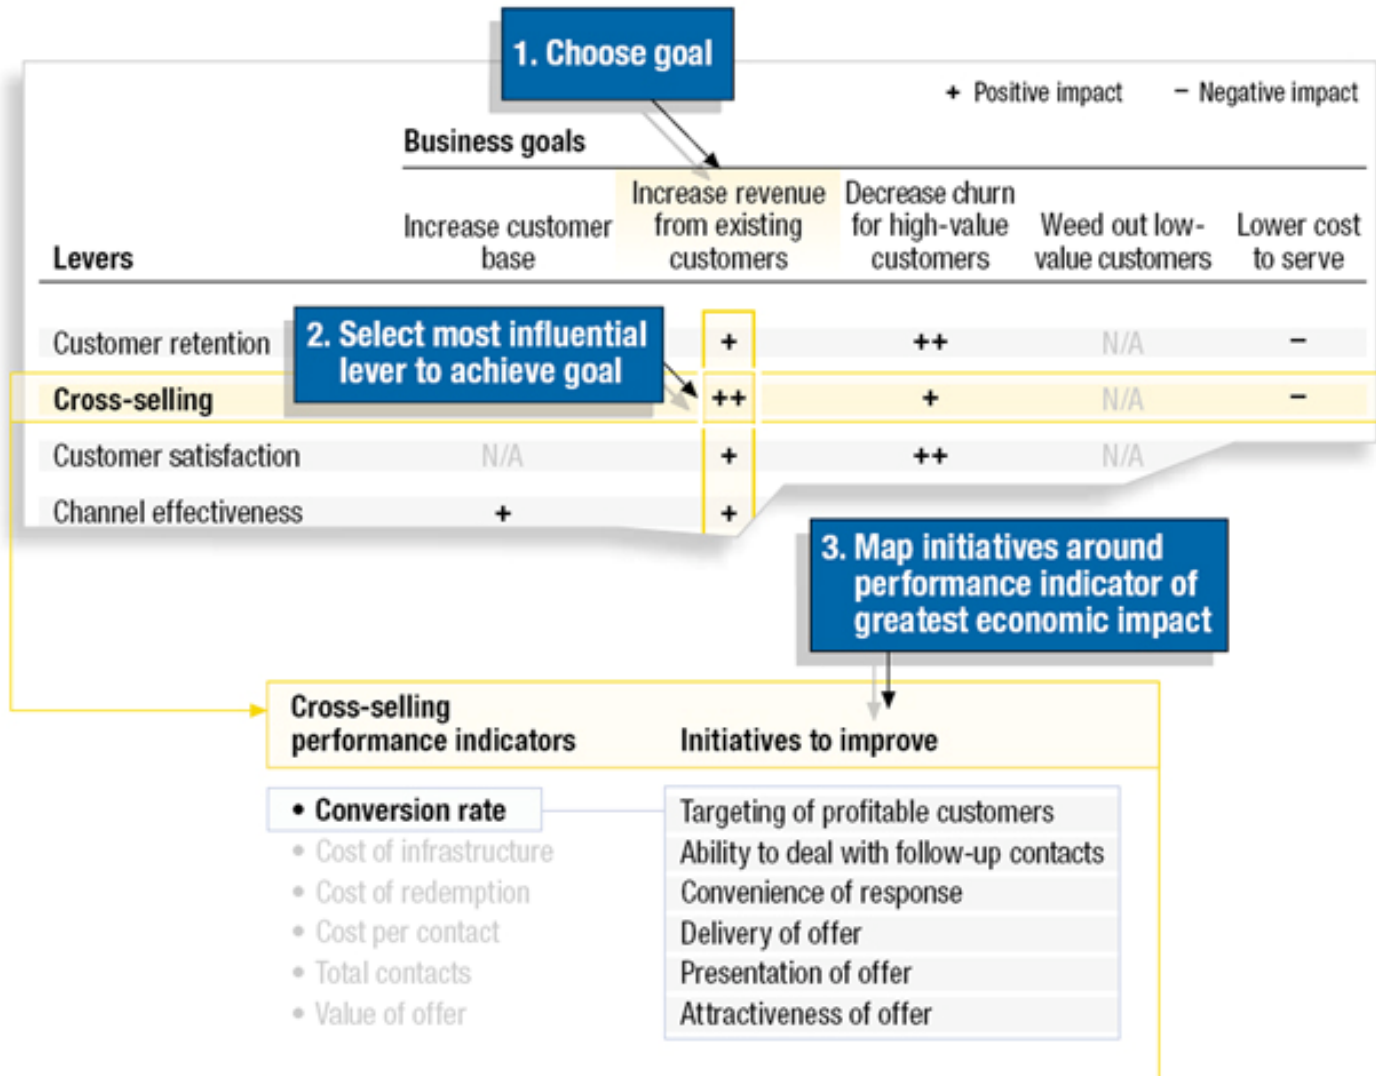 1. Choose goal
+ Positive impact − Negative impact
Business goals
Levers
Increase customer
base
Increase revenue
from existing
customers
Decrease churn
for high-value
customers
Weed out low-
value customers
Lower cost
to serve
2. Select most influential
lever to achieve goal
Customer retention + ++ N/A −
Cross-selling ++ + N/A −
Customer satisfaction N/A + ++ N/A
Channel effectiveness + +
3. Map initiatives around
performance indicator of
greatest economic impact
Cross-selling
performance indicators
Initiatives to improve
• Conversion rate
• Cost of infrastructure
• Cost of redemption
• Cost per contact
• Total contacts
• Value of offer
Targeting of profitable customers
Ability to deal with follow-up contacts
Convenience of response
Delivery of offer
Presentation of offer
Attractiveness of offer